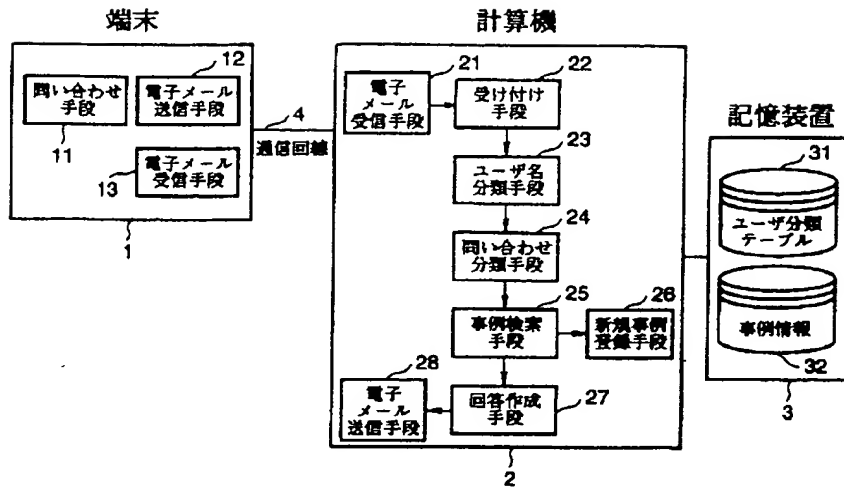 端末
12
問い合わせ
手段
11
電子メール
送信手段
13
電子メール
受信手段
1
4
通信回線
計算機
21
電子
メール
受信手段
22
受け付け
手段
23
ユーザ名
分類手段
24
問い合わせ
分類手段
25
事例検索
手段
26
新規事例
登録手段
28
電子
メール
送信手段
27
回答作成
手段
2
記憶装置
31
ユーザ分類
テーブル
事例情報
32
3